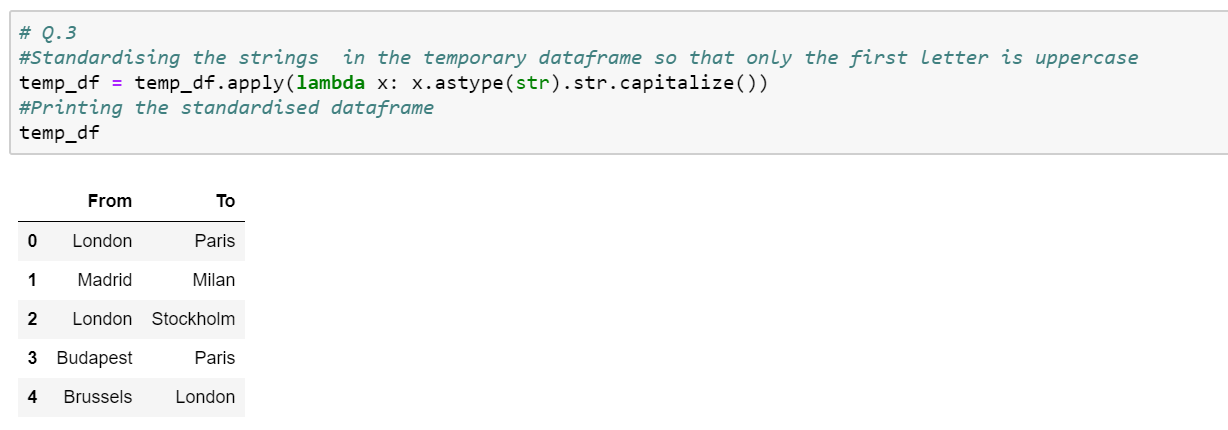 # Q.3
#Standardising the strings  in the temporary dataframe so that only the first letter is uppercase
temp_df = temp_df.apply(lambda x: x.astype(str).str.capitalize())
#Printing the standardised dataframe
temp_df
From To
0 London Paris
1 Madrid Milan
2 London Stockholm
3 Budapest Paris
4 Brussels London